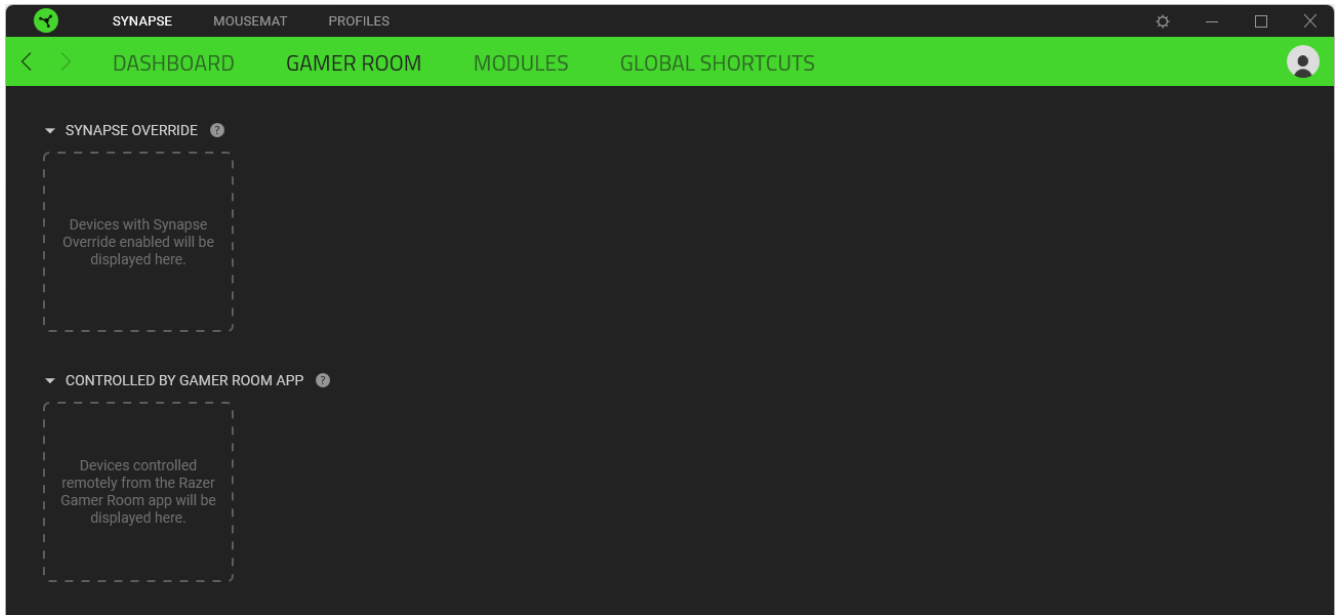 SYNAPSE MOUSEMAT PROFILES
DASHBOARD GAMER ROOM MODULES GLOBAL SHORTCUTS
SYNAPSE OVERRIDE ?
Devices with Synapse
Override enabled will be
displayed here.
CONTROLLED BY GAMER ROOM APP ?
Devices controlled
remotely from the Razer
Gamer Room app will be
displayed here.